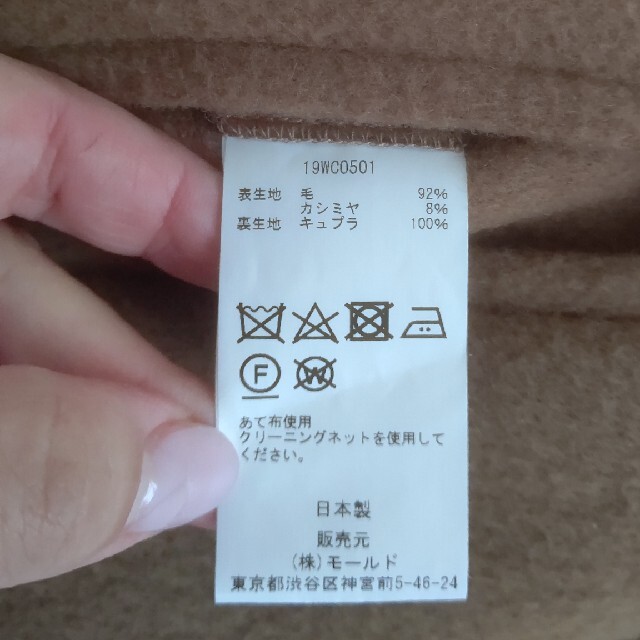 19WC0501
表生地 毛 92%
カシミヤ 8%
裏生地 キュプラ 100%
F W
あて布使用
クリーニングネットを使用して
ください。
日本製
販売元
(株)モールド
東京都渋谷区神宮前5-46-24